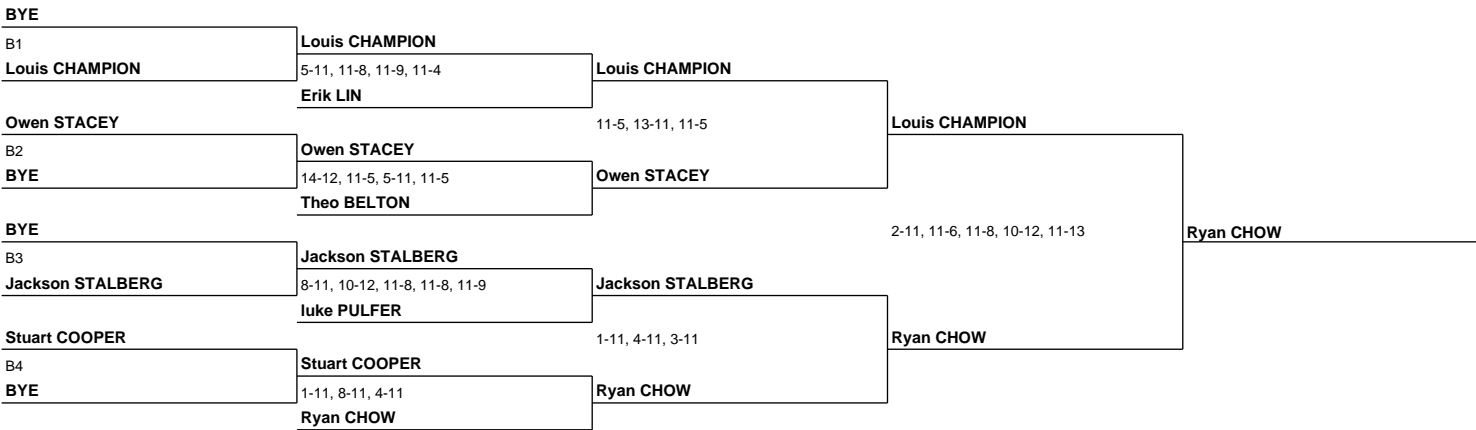 BYE
B1
Louis CHAMPION
Louis CHAMPION
5-11, 11-8, 11-9, 11-4
Erik LIN
Louis CHAMPION
Owen STACEY
B2
BYE
Owen STACEY
14-12, 11-5, 5-11, 11-5
Theo BELTON
11-5, 13-11, 11-5
Owen STACEY
Louis CHAMPION
BYE
B3
Jackson STALBERG
Jackson STALBERG
8-11, 10-12, 11-8, 11-8, 11-9
luke PULFER
Jackson STALBERG
Stuart COOPER
B4
BYE
Stuart COOPER
1-11, 8-11, 4-11
Ryan CHOW
1-11, 4-11, 3-11
Ryan CHOW
Ryan CHOW
2-11, 11-6, 11-8, 10-12, 11-13
Ryan CHOW